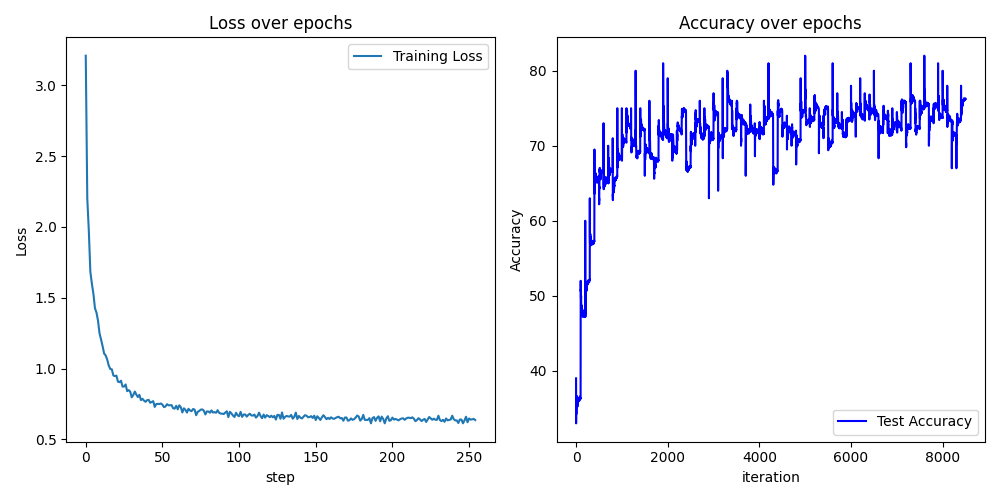 Loss over epochs
Training Loss
3.0
2.5
2.0
1.5
1.0
0.5
Loss
0 50 100 150 200 250
step
Accuracy over epochs
Test Accuracy
80
70
60
50
40
Accuracy
0 2000 4000 6000 8000
iteration